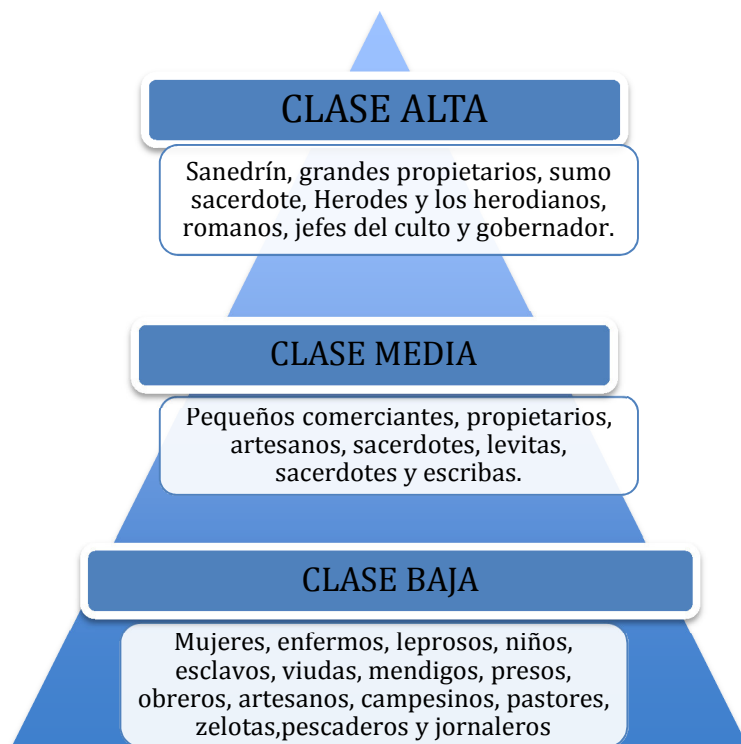 CLASE ALTA
Sanedrín, grandes propietarios, sumo
sacerdote, Herodes y los herodianos,
romanos, jefes del culto y gobernador.
CLASE MEDIA
Pequeños comerciantes, propietarios,
artesanos, sacerdotes, levitas,
sacerdotes y escribas.
CLASE BAJA
Mujeres, enfermos, leprosos, niños,
esclavos, viudas, mendigos, presos,
obreros, artesanos, campesinos, pastores,
zelotas,pescaderos y jornaleros